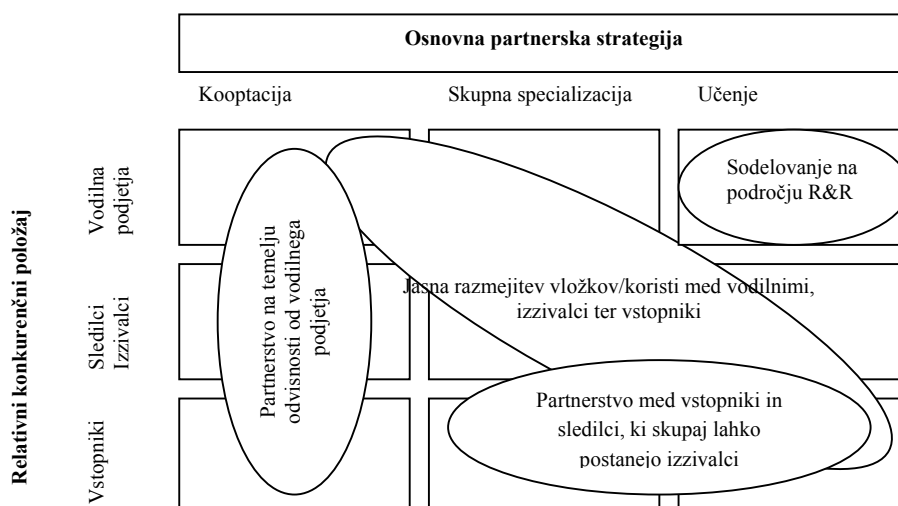 Osnovna partnerska strategija
Kooptacija
Skupna specializacija
Učenje
Relativni konkurenčni položaj
Vodilna
podjetja
Sledilci
Izzivalci
Vstopniki
Partnerstvo na temelju
odvisnosti od vodilnega
podjetja
Sodelovanje na
področju R&R
Jasna razmejitev vložkov/koristi med vodilnimi,
izzivalci ter vstopniki
Partnerstvo med vstopniki in
sledilci, ki skupaj lahko
postanejo izzivalci